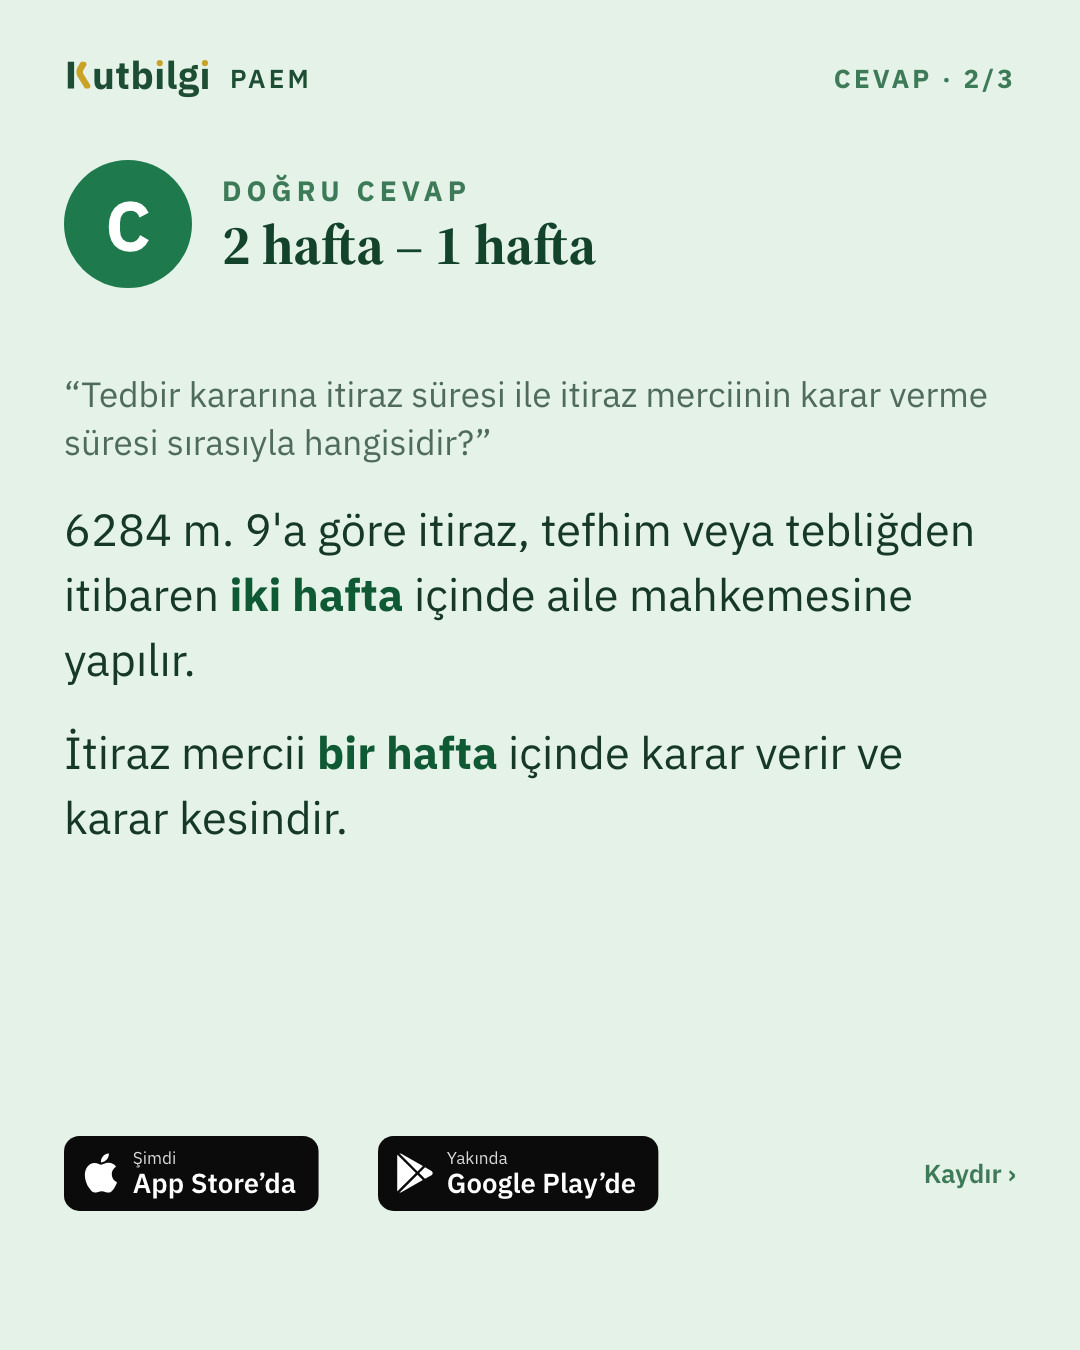 Kutbilgi PAEM
CEVAP · 2/3
C
DOĞRU CEVAP
2 hafta – 1 hafta
“Tedbir kararına itiraz süresi ile itiraz merciinin karar verme
süresi sırasıyla hangisidir?”
6284 m. 9'a göre itiraz, tefhim veya tebliğden
itibaren iki hafta içinde aile mahkemesine
yapılır.
İtiraz mercii bir hafta içinde karar verir ve
karar kesindir.
Şimdi
App Store’da
Yakında
Google Play’de
Kaydır ›